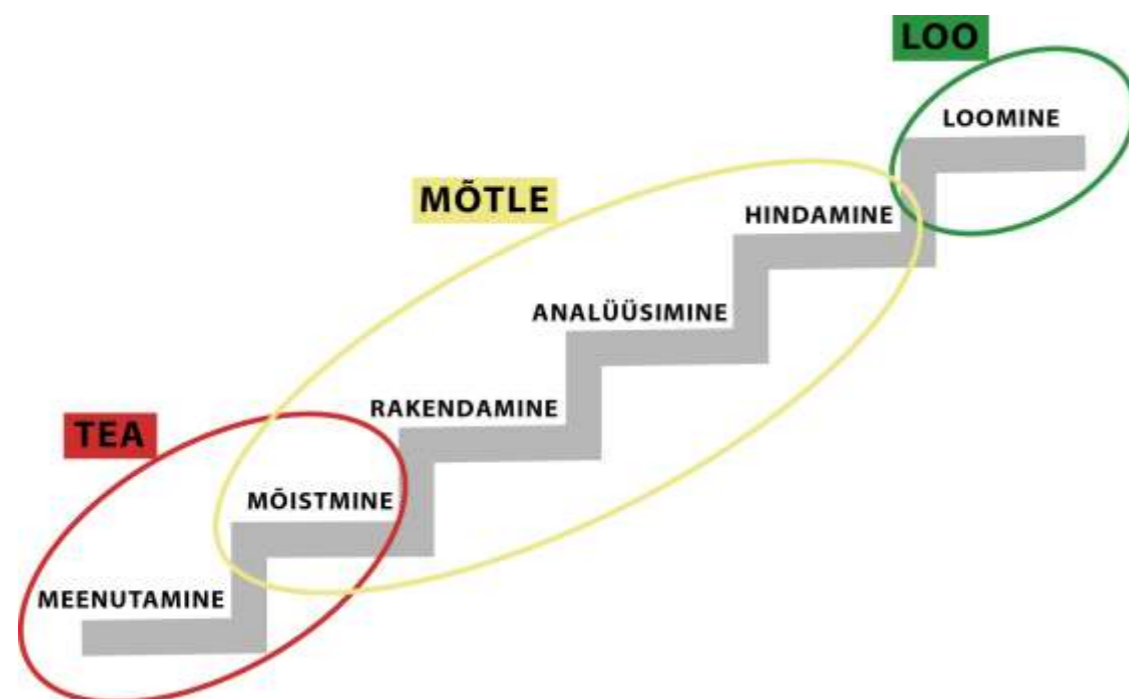 LOO
LOOMINE
MÕTLE
HINDAMINE
ANALÜÜSIMINE
RAKENDAMINE
TEA
MÕISTMINE
MEENUTAMINE